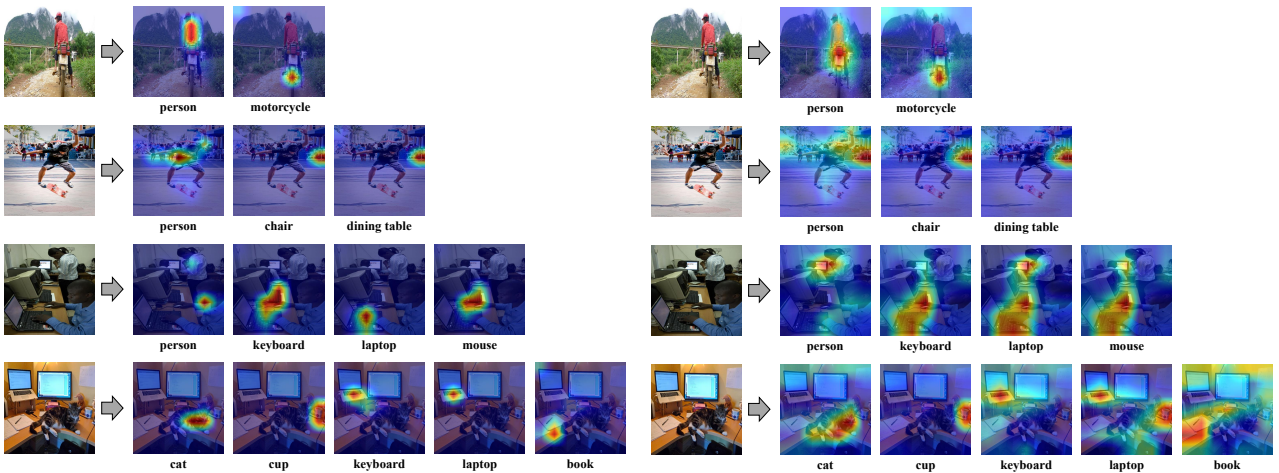 person motorcycle person motorcycle
person chair dining table person chair dining table
person keyboard laptop mouse person keyboard laptop mouse
cat cup keyboard laptop book cat cup keyboard laptop book